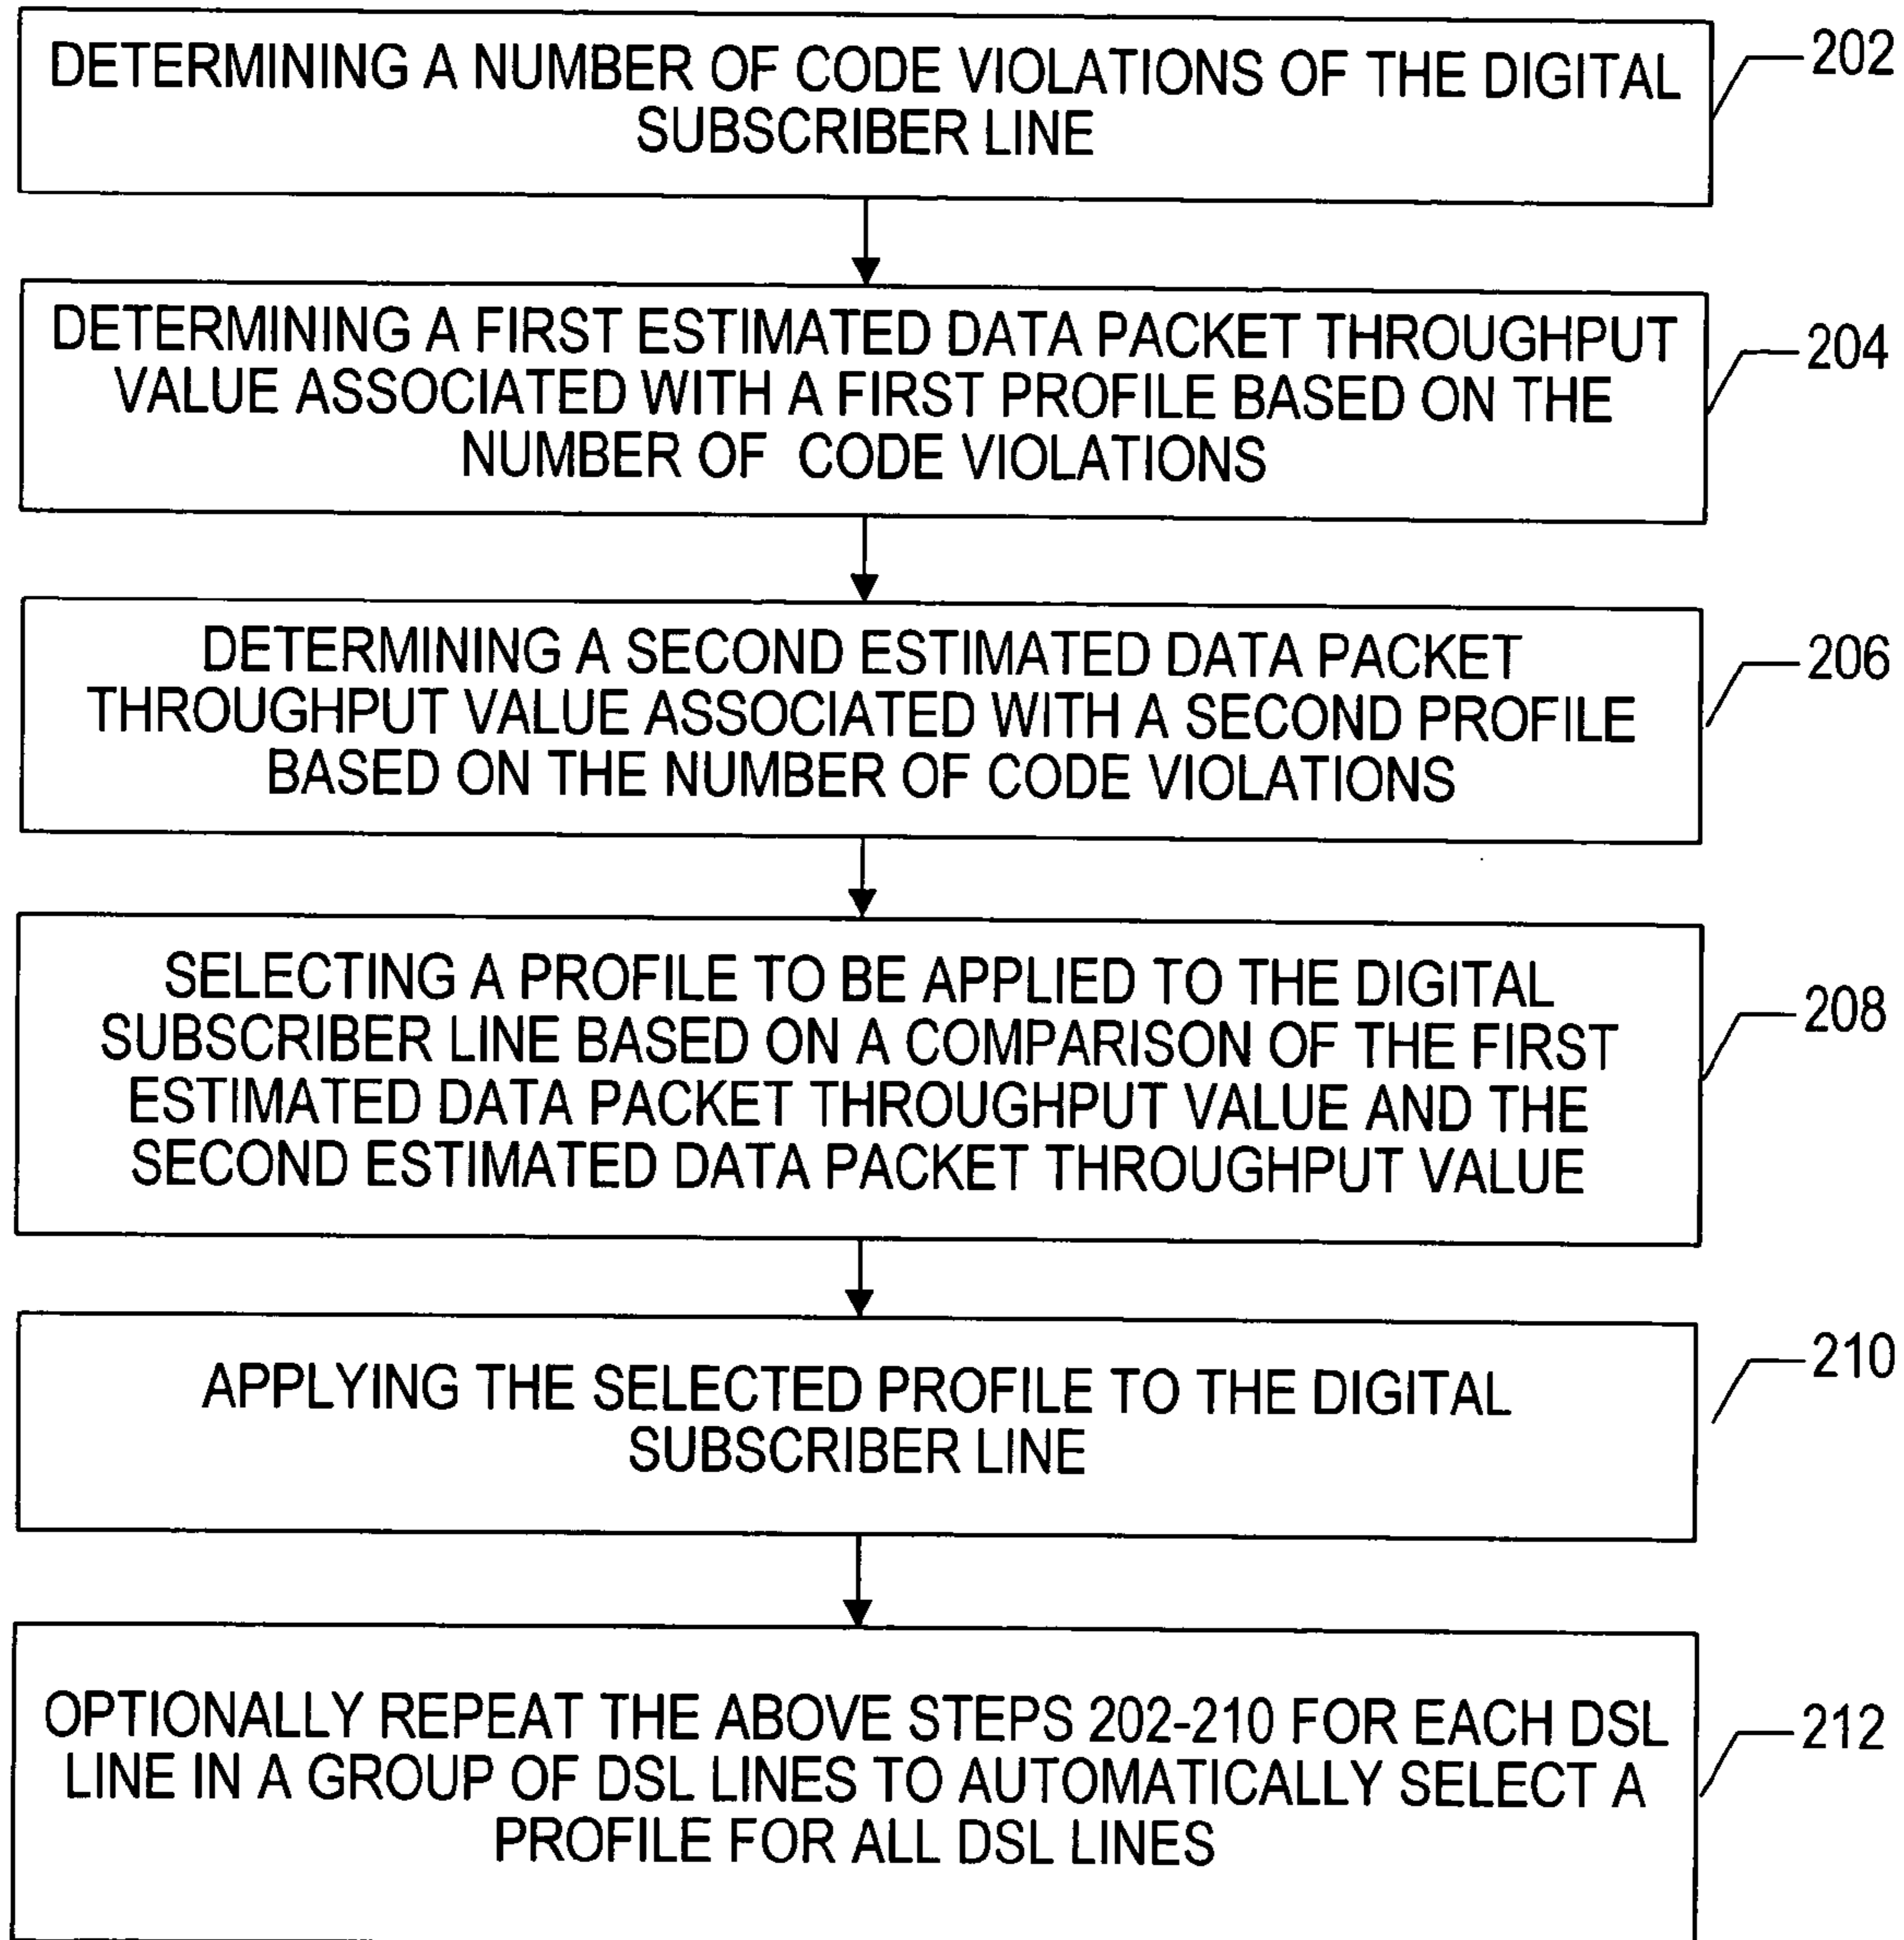 DETERMINING A NUMBER OF CODE VIOLATIONS OF THE DIGITAL
SUBSCRIBER LINE
202
DETERMINING A FIRST ESTIMATED DATA PACKET THROUGHPUT
VALUE ASSOCIATED WITH A FIRST PROFILE BASED ON THE
NUMBER OF CODE VIOLATIONS
204
DETERMINING A SECOND ESTIMATED DATA PACKET
THROUGHPUT VALUE ASSOCIATED WITH A SECOND PROFILE
BASED ON THE NUMBER OF CODE VIOLATIONS
206
SELECTING A PROFILE TO BE APPLIED TO THE DIGITAL
SUBSCRIBER LINE BASED ON A COMPARISON OF THE FIRST
ESTIMATED DATA PACKET THROUGHPUT VALUE AND THE
SECOND ESTIMATED DATA PACKET THROUGHPUT VALUE
208
APPLYING THE SELECTED PROFILE TO THE DIGITAL
SUBSCRIBER LINE
210
OPTIONALLY REPEAT THE ABOVE STEPS 202-210 FOR EACH DSL
LINE IN A GROUP OF DSL LINES TO AUTOMATICALLY SELECT A
PROFILE FOR ALL DSL LINES
212